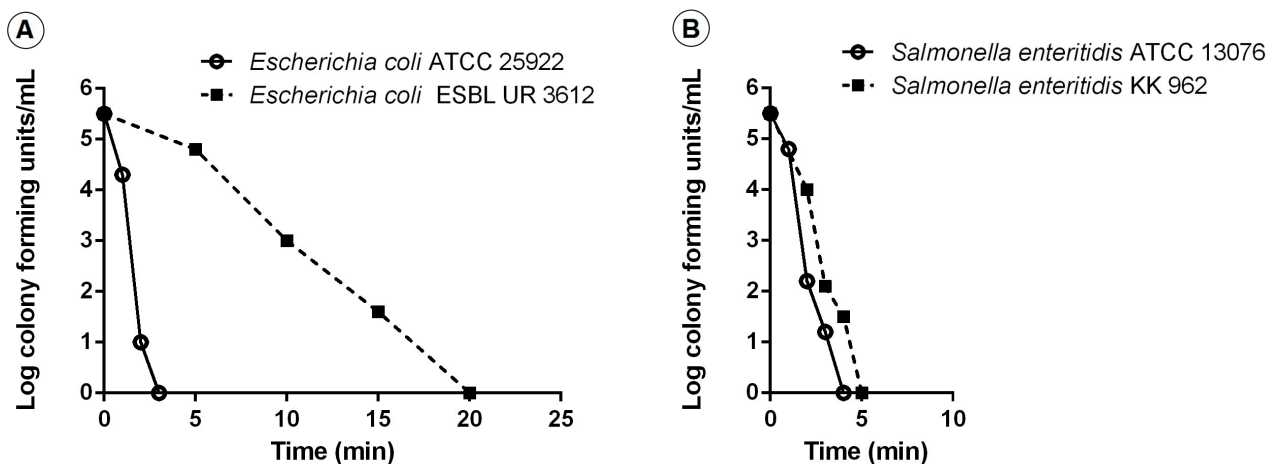 A
Escherichia coli ATCC 25922
Escherichia coli ESBL UR 3612
Log colony forming units/mL
6
5
4
3
2
1
0
0 5 10 15 20 25
Time (min)
B
Salmonella enteritidis ATCC 13076
Salmonella enteritidis KK 962
Log colony forming units/mL
6
5
4
3
2
1
0
0 5 10
Time (min)